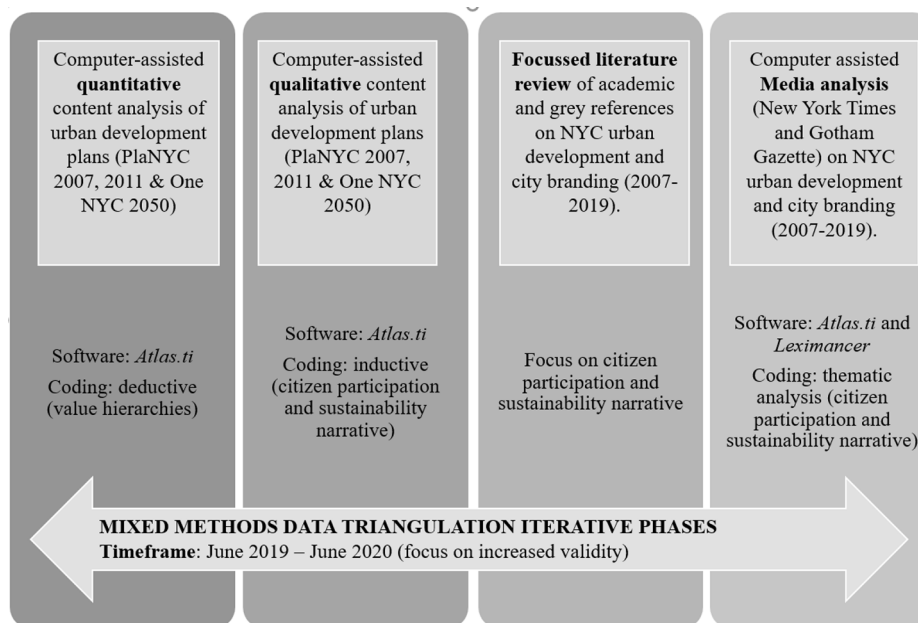 Computer-assisted
quantitative
content analysis of
urban development
plans (PlaNYC
2007, 2011 & One
NYC 2050)
Software: Atlas.ti
Coding: deductive
(value hierarchies)
Computer-assisted
qualitative content
analysis of urban
development plans
(PlaNYC 2007,
2011 & One NYC
2050)
Software: Atlas.ti
Coding: inductive
(citizen participation
and sustainability
narrative)
Focussed literature
review of academic
and grey references
on NYC urban
development and
city branding (2007-
2019).
Focus on citizen
participation and
sustainability narrative
Computer assisted
Media analysis
(New York Times
and Gotham
Gazette) on NYC
urban development
and city branding
(2007-2019).
Software: Atlas.ti and
Leximancer
Coding: thematic
analysis (citizen
participation and
sustainability narrative)
MIXED METHODS DATA TRIANGULATION ITERATIVE PHASES
Timeframe: June 2019 – June 2020 (focus on increased validity)